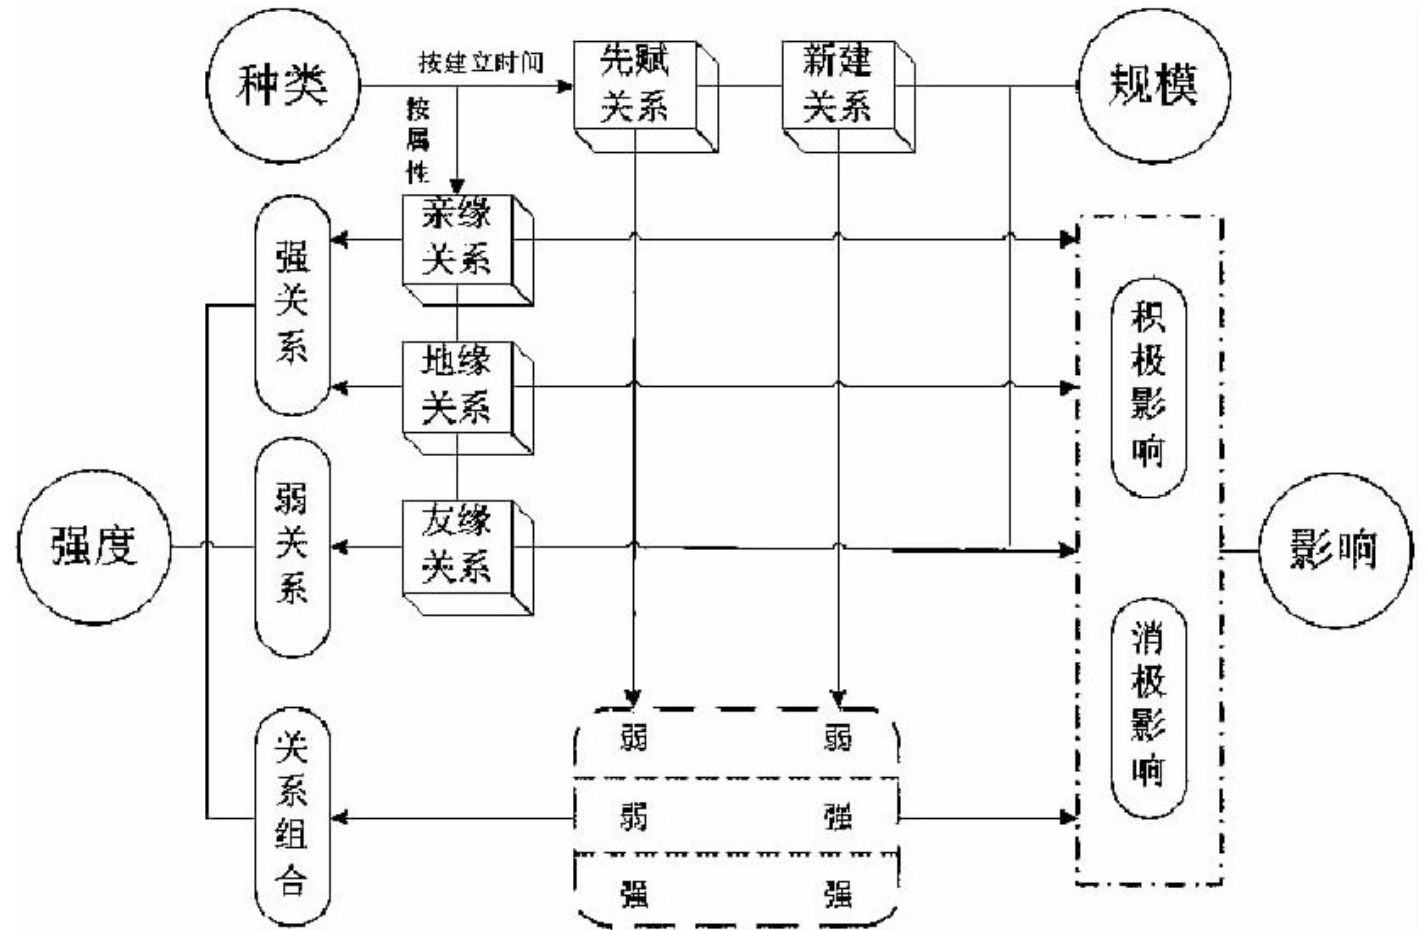 种类
按建立时间
先赋
关系
新建
关系
规模
按属性
亲缘
关系
强关系
地缘
关系
积极影响
弱关系
友缘
关系
强度
影响
消极影响
关系组合
弱 弱
弱 强
强 强